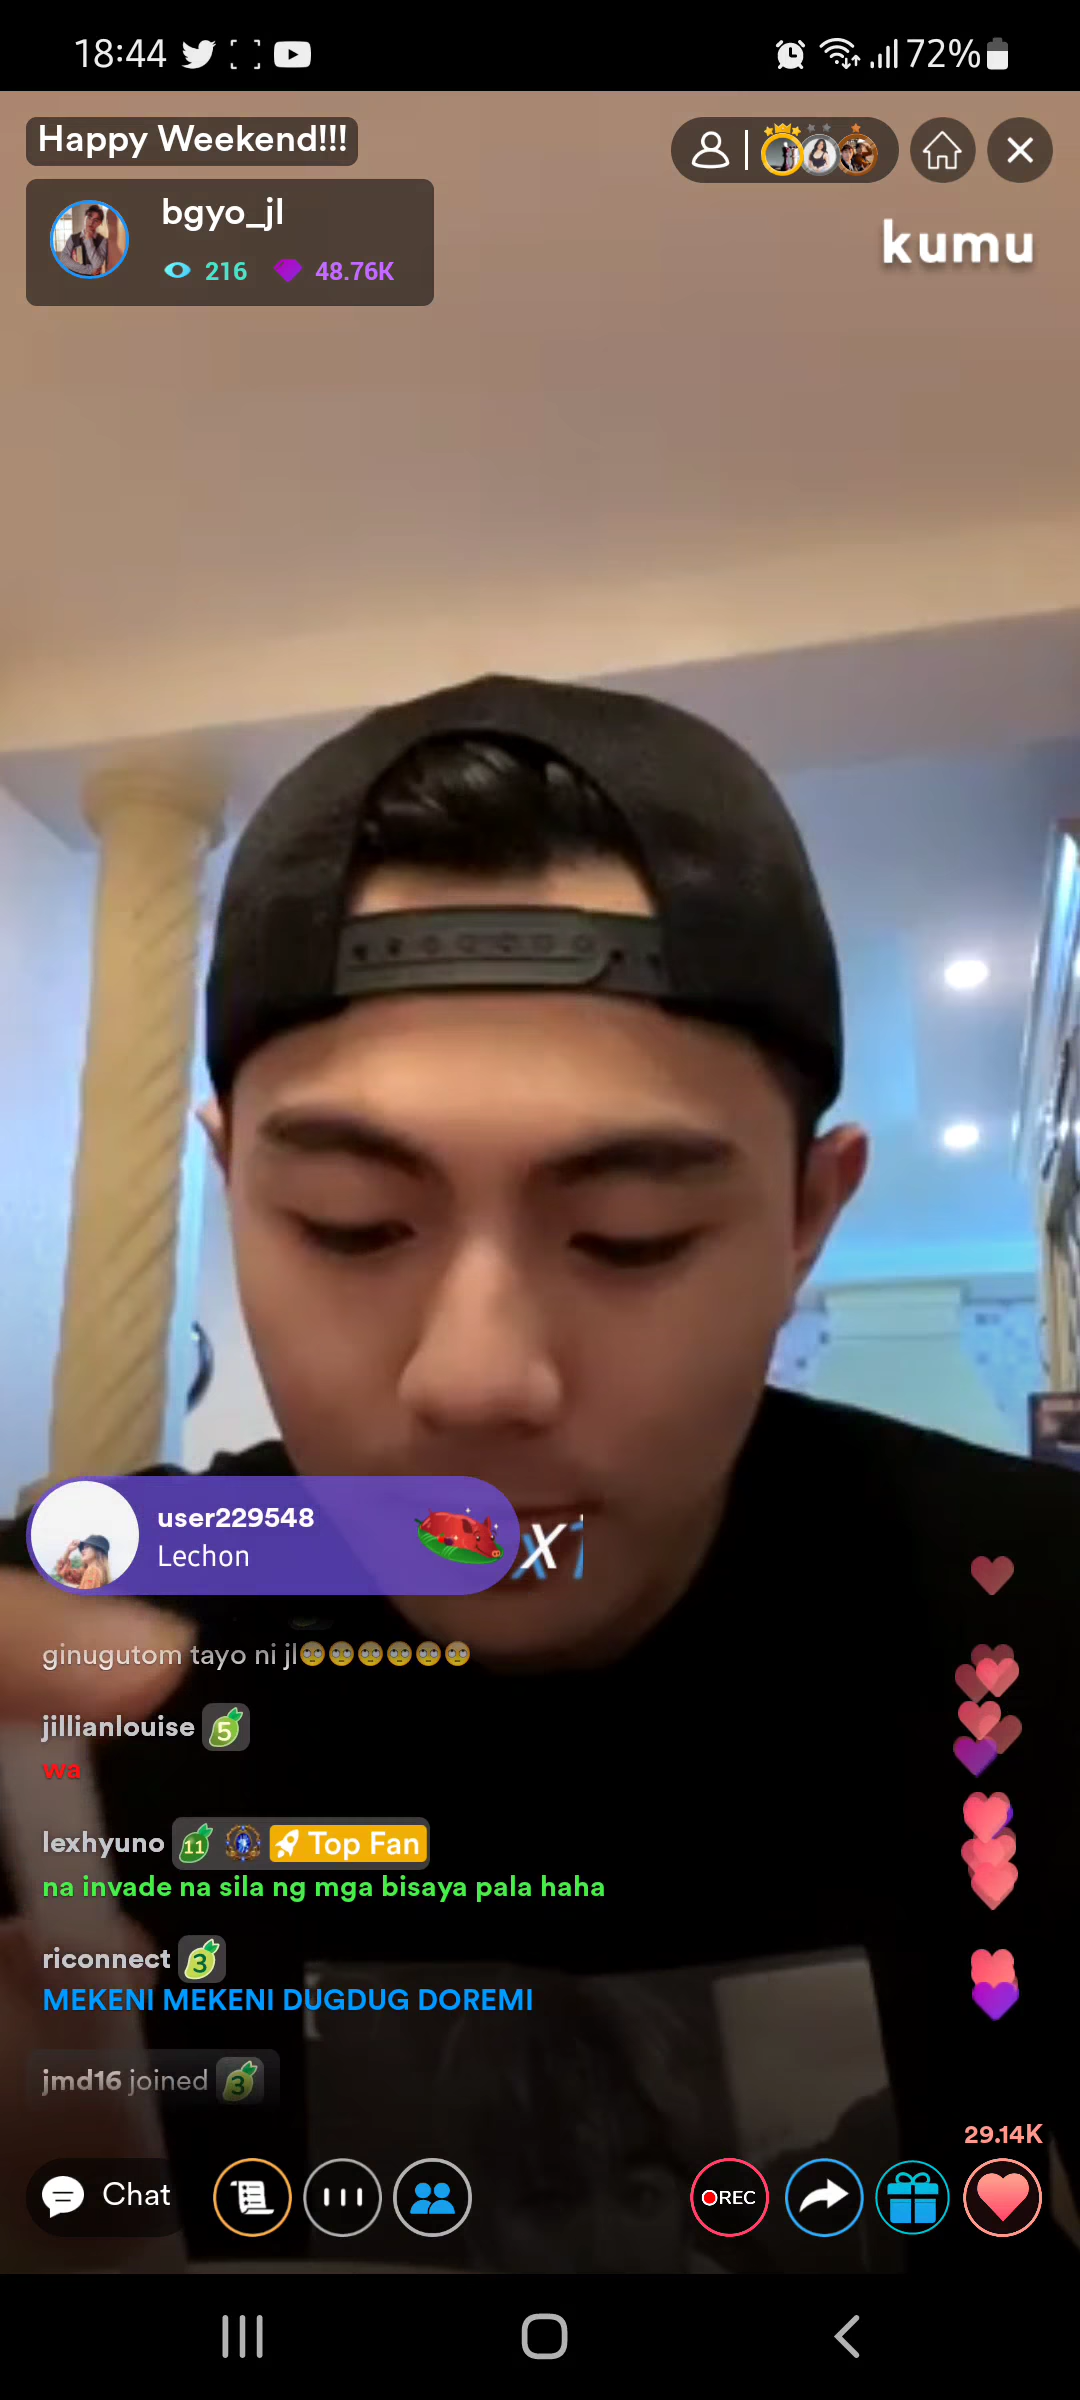 18:44
72%
Happy Weekend!!!
bgyo_jl
216 48.76K
kumu
user229548
Lechon
x
ginugutom tayo ni jl🙄🙄🙄🙄🙄🙄
jillianlouise 5
wa
lexhyuno 11 Top Fan
na invade na sila ng mga bisaya pala haha
riconnect 3
MEKENI MEKENI DUGDUG DOREMI
jmd16 joined 3
29.14K
Chat
REC